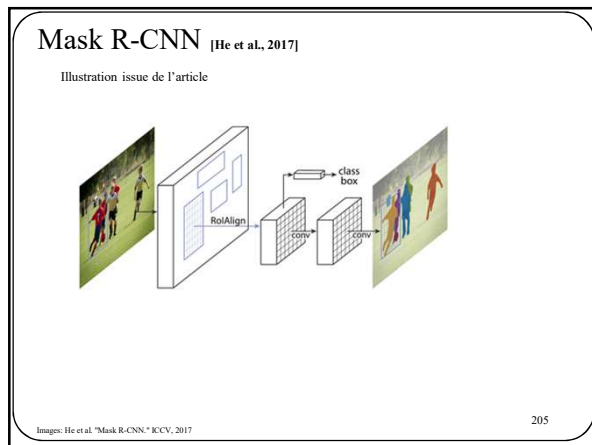 Mask R-CNN [He et al., 2017]
Illustration issue de l’article
class
box
RoIAlign
conv
conv
Images: He et al. "Mask R-CNN." ICCV, 2017
205